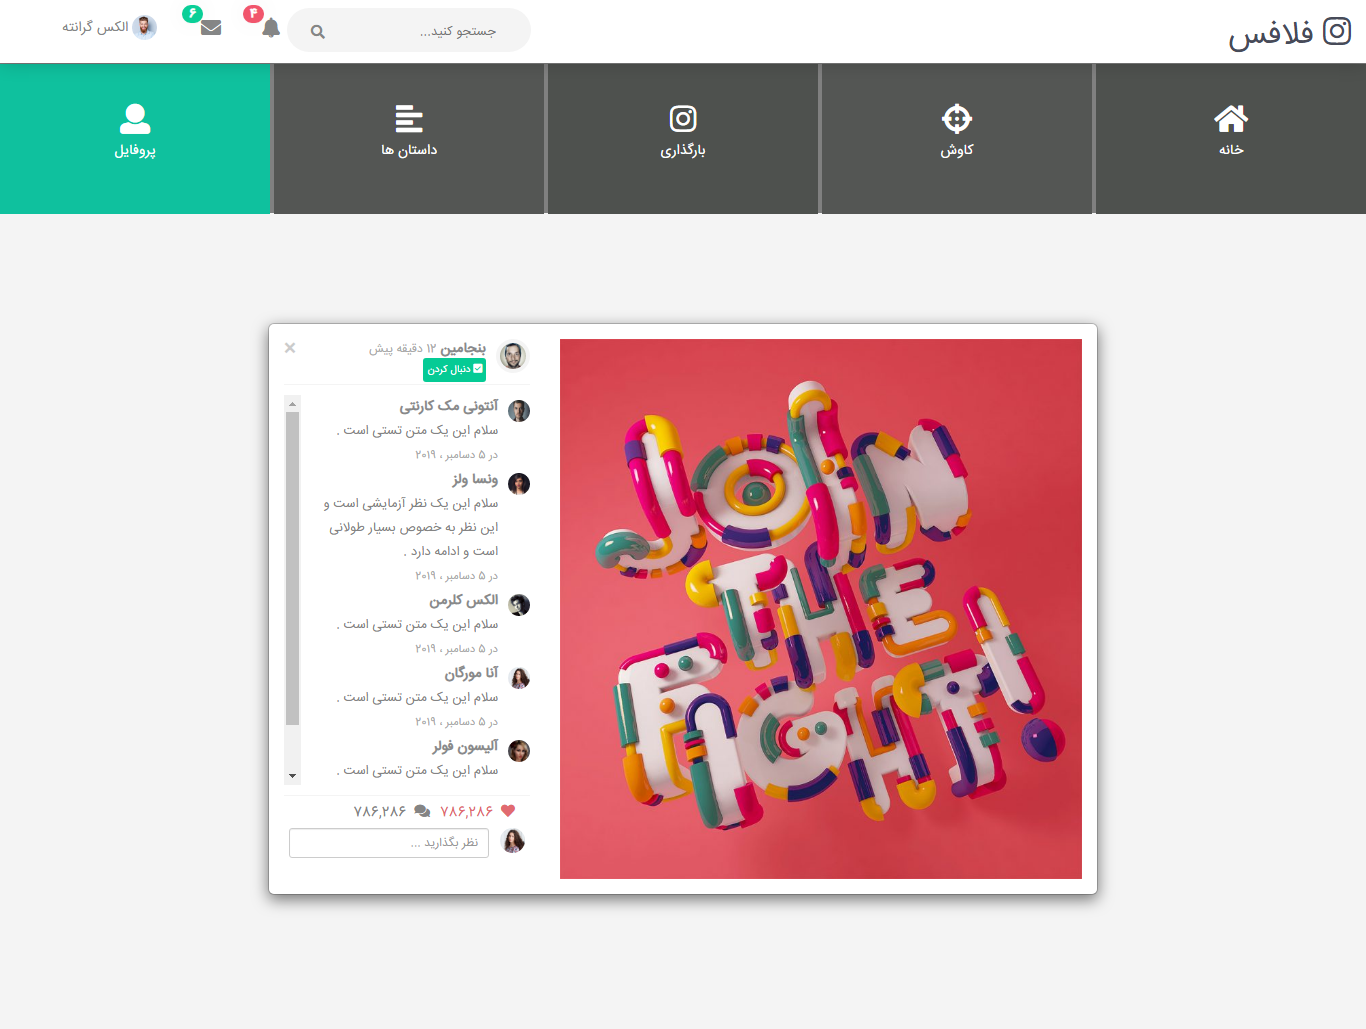 فلافس
جستجو کنید...
۴
۶
الکس گرانته
خانه
کاوش
بارگذاری
داستان ها
پروفایل
JOIN
THE
FIGHT!
بنجامین ۱۲ دقیقه پیش
×
دنبال کردن
آنتونی مک کارتنی
سلام این یک متن تستی است .
در ۵ دسامبر ، ۲۰۱۹
ونسا ولز
سلام این یک نظر آزمایشی است و
این نظر به خصوص بسیار طولانی
است و ادامه دارد .
در ۵ دسامبر ، ۲۰۱۹
الکس کلرمن
سلام این یک متن تستی است .
در ۵ دسامبر ، ۲۰۱۹
آنا مورگان
سلام این یک متن تستی است .
در ۵ دسامبر ، ۲۰۱۹
آلیسون فولر
سلام این یک متن تستی است .
۷۸۶,۲۸۶ ۷۸۶,۲۸۶
نظر بگذارید ...